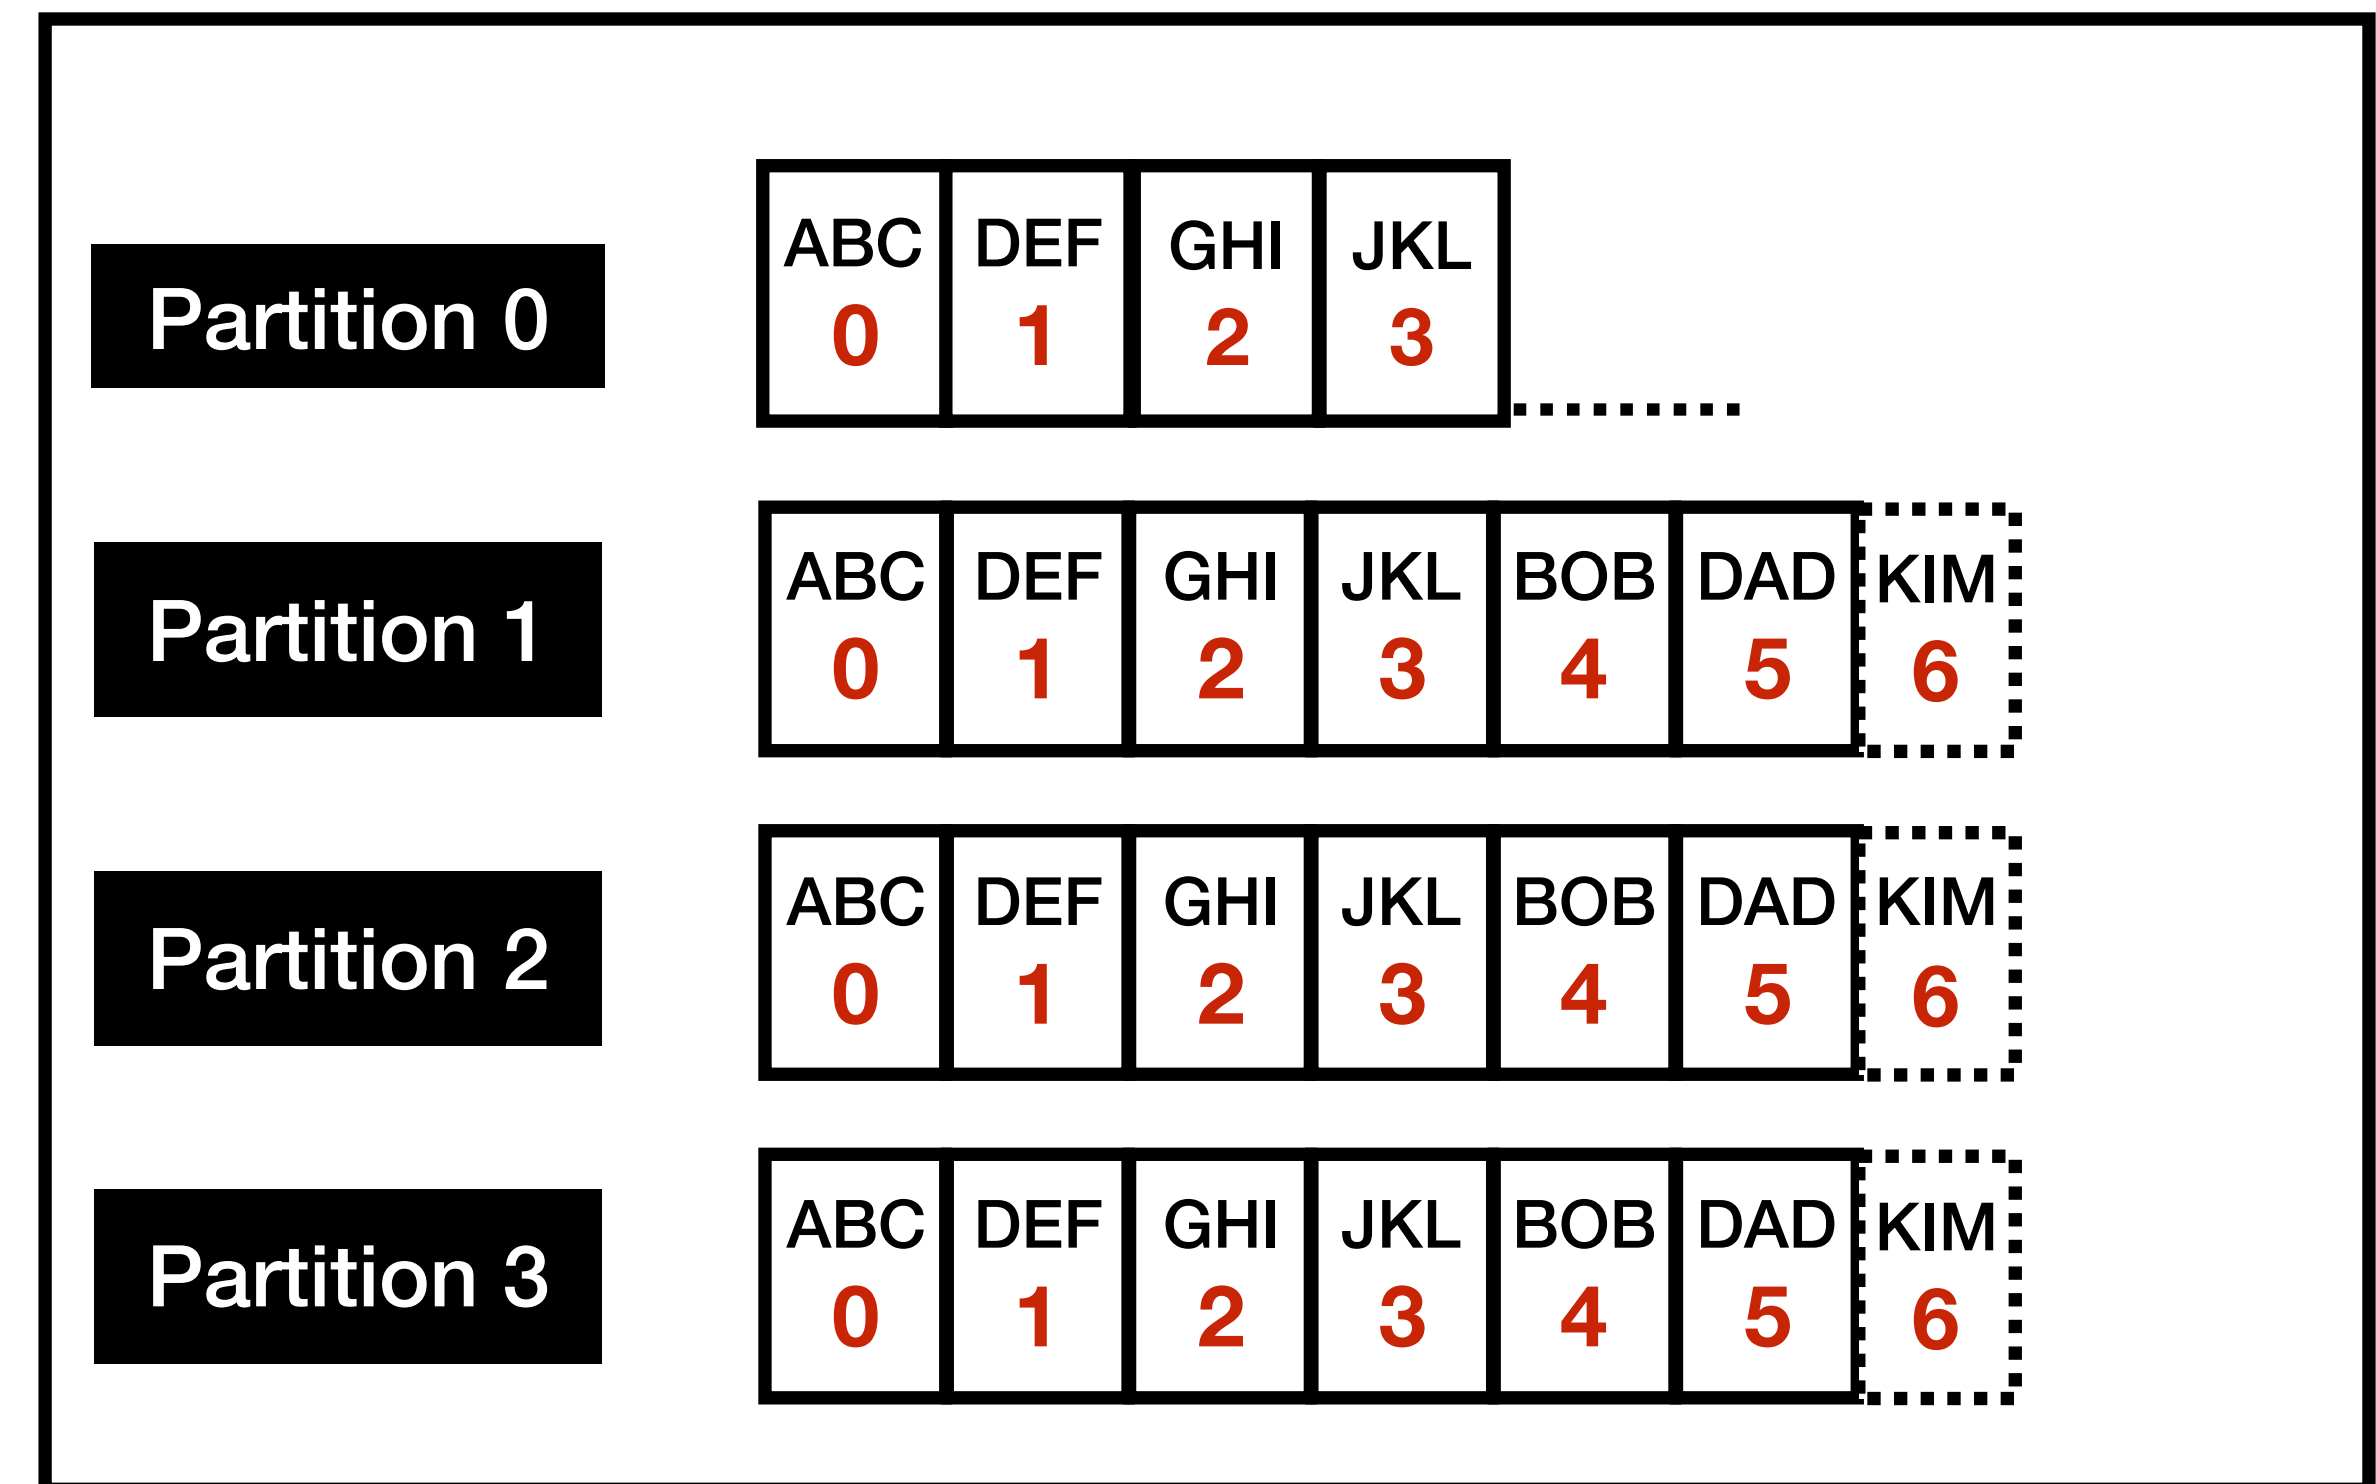 Partition 0
ABC DEF GHI JKL
0 1 2 3
Partition 1
ABC DEF GHI JKL BOB DAD KIM
0 1 2 3 4 5 6
Partition 2
ABC DEF GHI JKL BOB DAD KIM
0 1 2 3 4 5 6
Partition 3
ABC DEF GHI JKL BOB DAD KIM
0 1 2 3 4 5 6